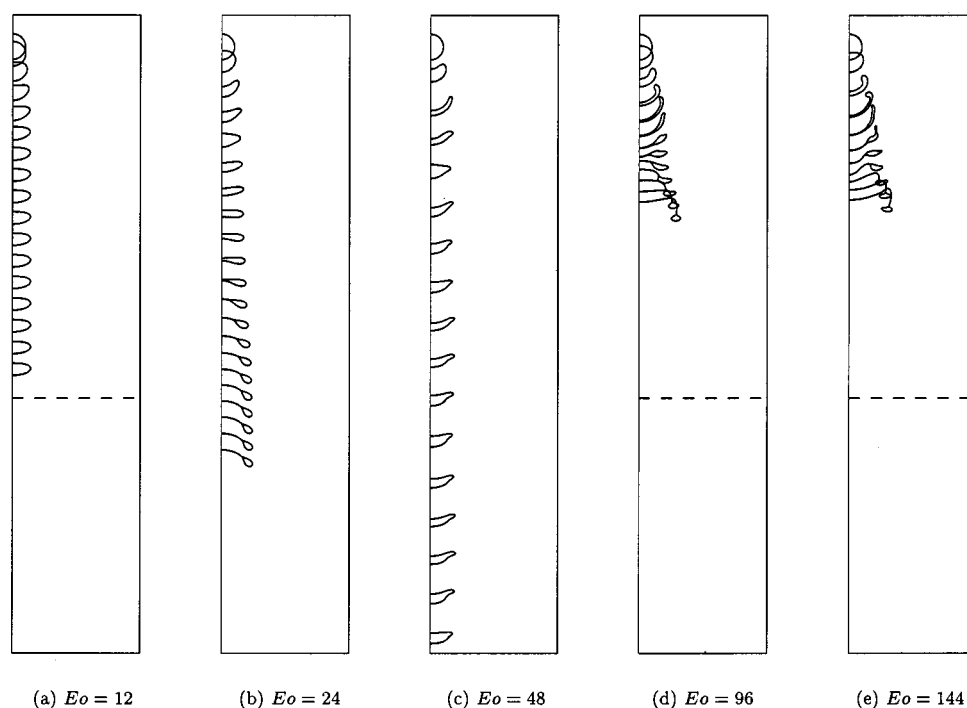 (a) Eo = 12
(b) Eo = 24
(c) Eo = 48
(d) Eo = 96
(e) Eo = 144